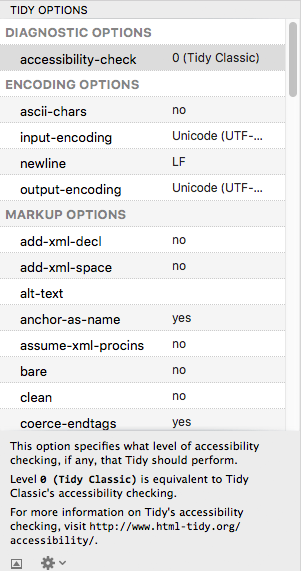 TIDY OPTIONS
DIAGNOSTIC OPTIONS
accessibility-check 0 (Tidy Classic)
ENCODING OPTIONS
ascii-chars no
input-encoding Unicode (UTF-...
newline LF
output-encoding Unicode (UTF-...
MARKUP OPTIONS
add-xml-decl no
add-xml-space no
alt-text
anchor-as-name yes
assume-xml-procins no
bare no
clean no
coerce-endtags yes
This option specifies what level of accessibility
checking, if any, that Tidy should perform.
Level 0 (Tidy Classic) is equivalent to Tidy
Classic's accessibility checking.
For more information on Tidy's accessibility
checking, visit http://www.html-tidy.org/
accessibility/.